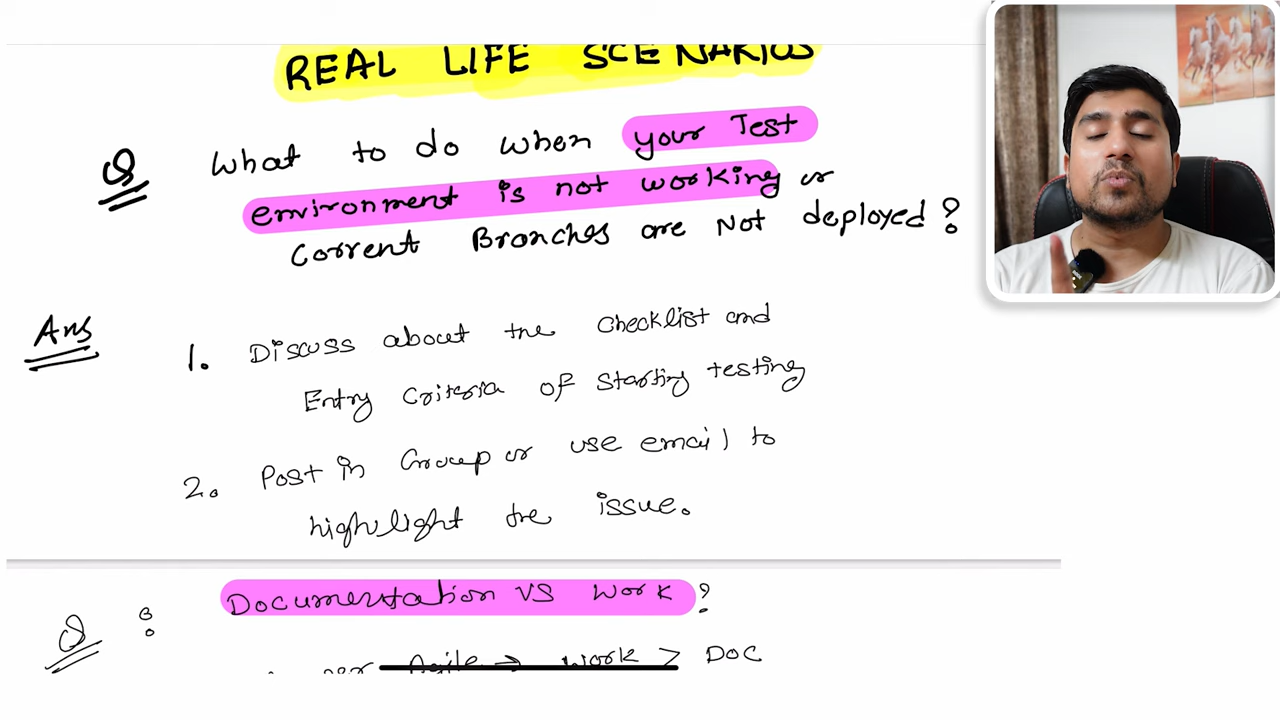 REAL LIFE SCENARIOS
Q What to do when your Test
environment is not working or
Correct Branches are Not deployed?
Ans
1. Discuss about the Checklist and
Entry Criteria of starting testing
2. Post in Group or use email to
highlight the issue.
Q : Documentation VS Work ?
per Agile → Work > DOC